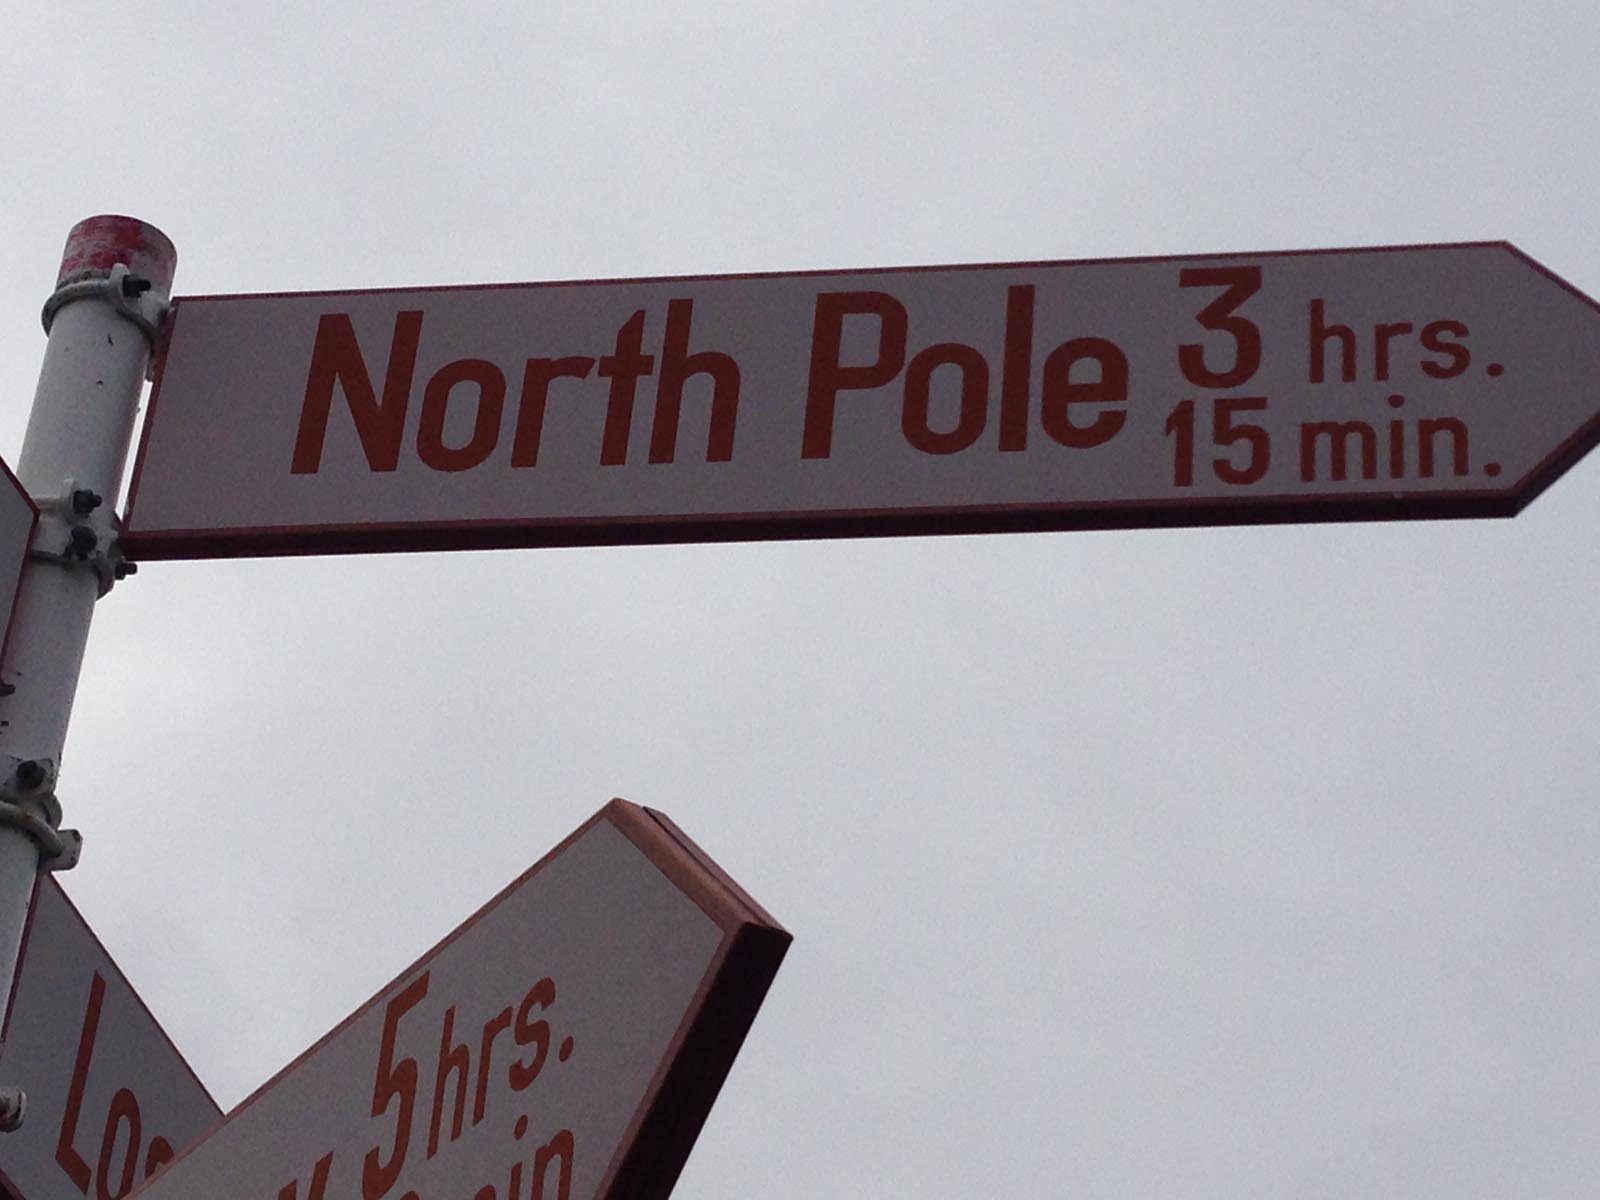 North Pole 3 hrs.
15 min.
5 hrs.